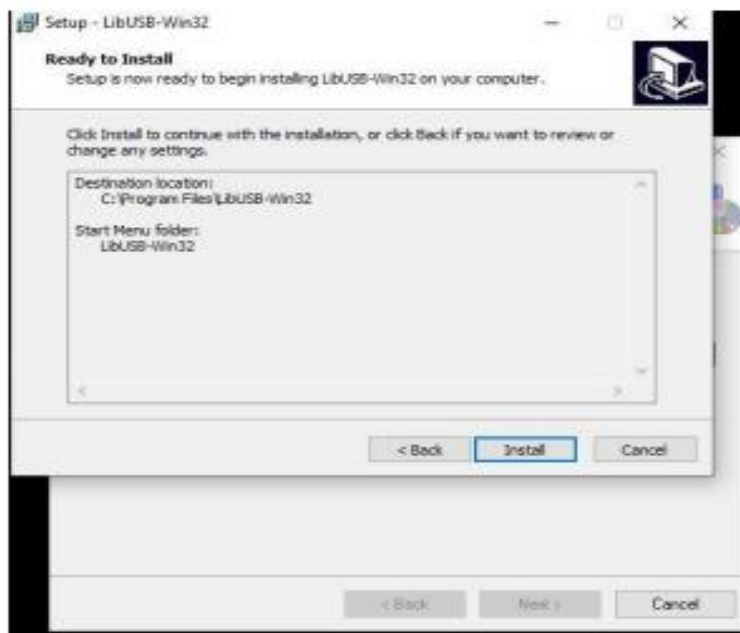 Setup - LibUSB-Win32
Ready to Install
Setup is now ready to begin installing LibUSB-Win32 on your computer.
Click Install to continue with the installation, or click Back if you want to review or
change any settings.
Destination location:
C:\Program Files\LibUSB-Win32
Start Menu folder:
LibUSB-Win32
< Back
Install
Cancel
< Back
Next >
Cancel